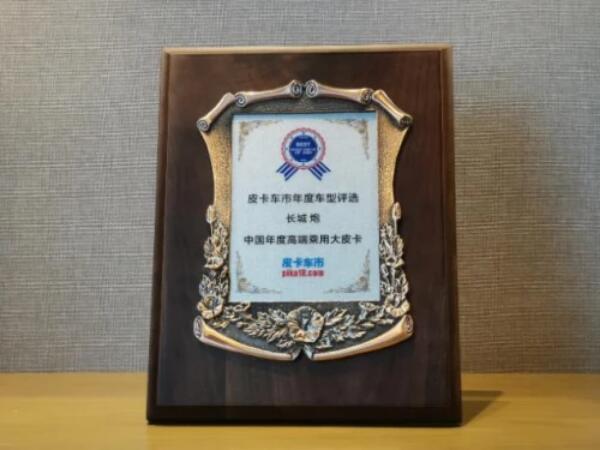 BEST
皮卡车市年度车型评选
长城 炮
中国年度高端乘用大皮卡
皮卡车市
pika18.com